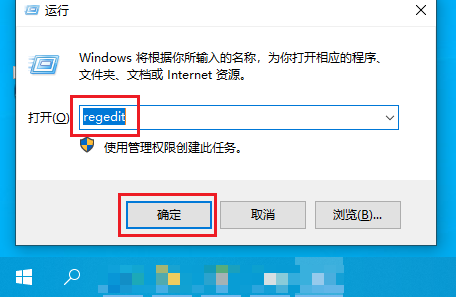 运行
Windows 将根据你所输入的名称，为你打开相应的程序、
文件夹、文档或 Internet 资源。
打开(O)
regedit
使用管理权限创建此任务。
确定
取消
浏览(B)...